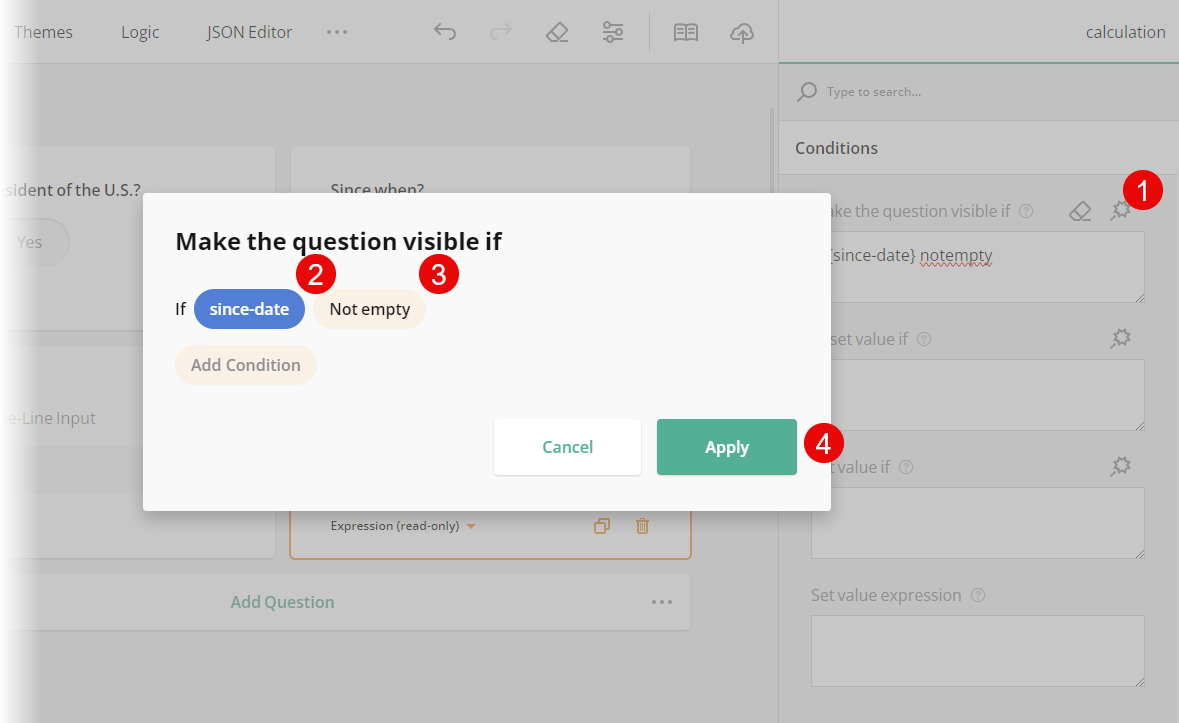 Themes
Logic
JSON Editor
calculation
Type to search...
Conditions
sident of the U.S.?
Since when?
1
ke the question visible if
Yes
{since-date} notempty
Make the question visible if
2
3
If since-date Not empty
set value if
Add Condition
e-Line Input
Cancel
Apply
4
value if
Expression (read-only)
Add Question
Set value expression